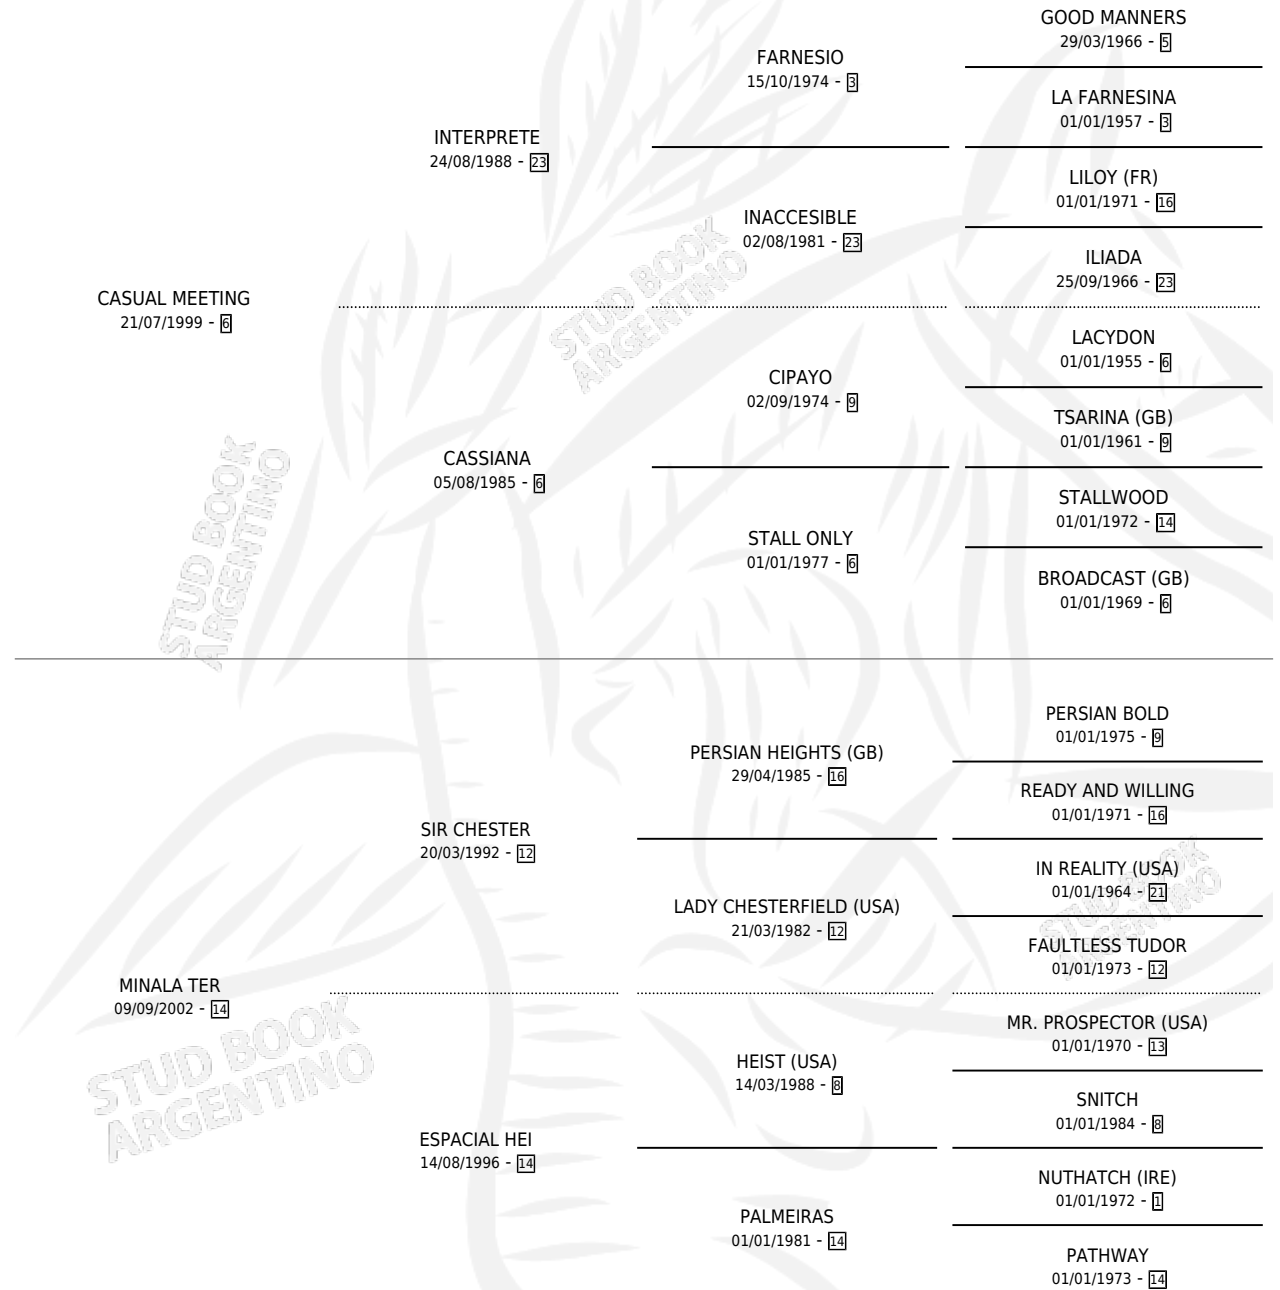 GOOD MANNERS
29/03/1966 - 5
FARNESIO
15/10/1974 - 3
LA FARNESINA
01/01/1957 - 3
INTERPRETE
24/08/1988 - 23
LILOY (FR)
01/01/1971 - 16
INACCESIBLE
02/08/1981 - 23
ILIADA
25/09/1966 - 23
CASUAL MEETING
21/07/1999 - 6
LACYDON
01/01/1955 - 6
CIPAYO
02/09/1974 - 9
TSARINA (GB)
01/01/1961 - 9
CASSIANA
05/08/1985 - 6
STALLWOOD
01/01/1972 - 14
STALL ONLY
01/01/1977 - 6
BROADCAST (GB)
01/01/1969 - 6
STUD BOOK
ARGENTINO
STUD BOOK
ARGENTINO
PERSIAN BOLD
01/01/1975 - 9
PERSIAN HEIGHTS (GB)
29/04/1985 - 16
READY AND WILLING
01/01/1971 - 16
SIR CHESTER
20/03/1992 - 12
IN REALITY (USA)
01/01/1964 - 21
LADY CHESTERFIELD (USA)
21/03/1982 - 12
FAULTLESS TUDOR
01/01/1973 - 12
STUD BOOK
ARGENTINO
MINALA TER
09/09/2002 - 14
MR. PROSPECTOR (USA)
01/01/1970 - 13
HEIST (USA)
14/03/1988 - 8
SNITCH
01/01/1984 - 8
ESPACIAL HEI
14/08/1996 - 14
NUTHATCH (IRE)
01/01/1972 - 1
PALMEIRAS
01/01/1981 - 14
PATHWAY
01/01/1973 - 14
STUD BOOK
ARGENTINO